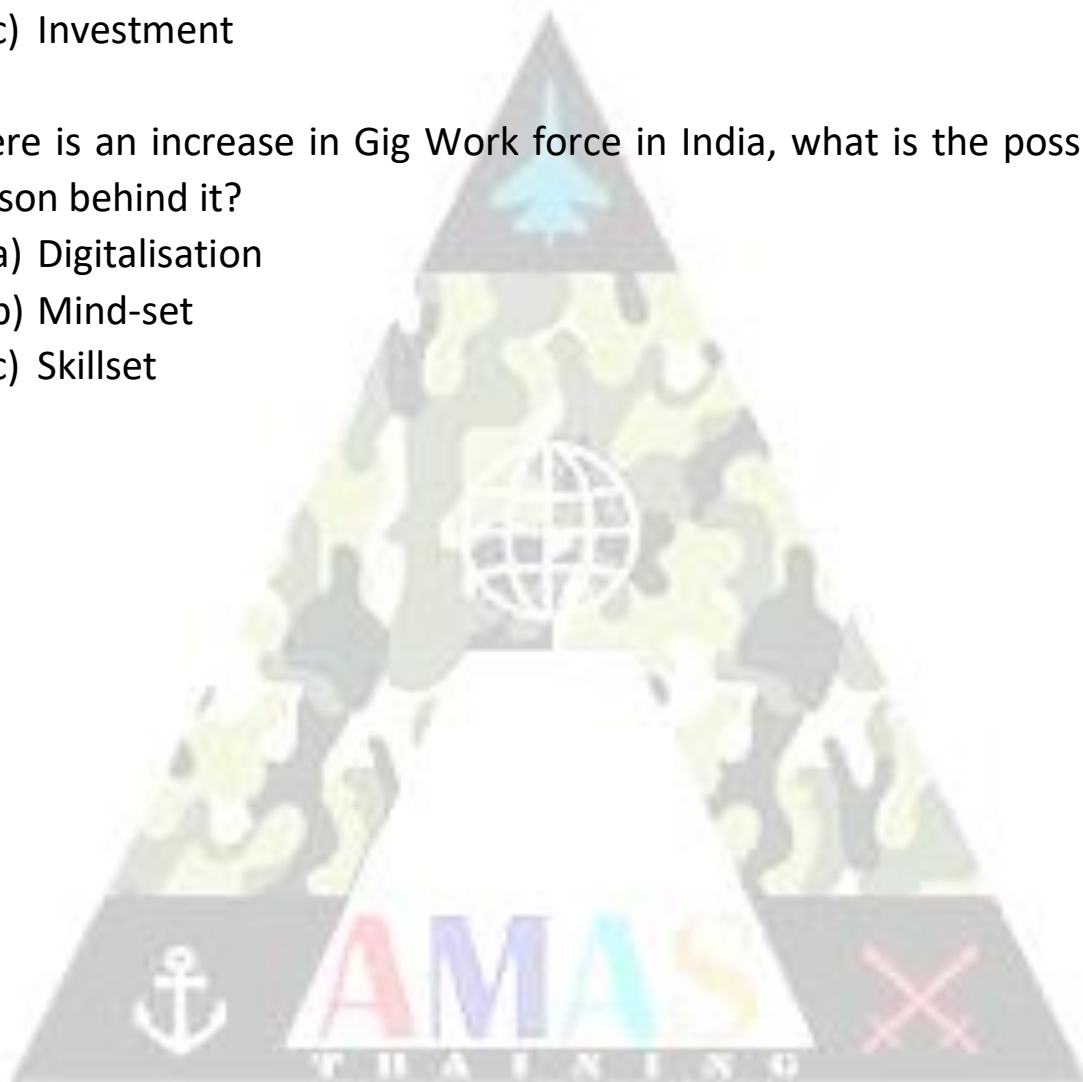 c) Investment
ere is an increase in Gig Work force in India, what is the poss
son behind it?
a) Digitalisation
b) Mind-set
c) Skillset
AMAS
TRAINING